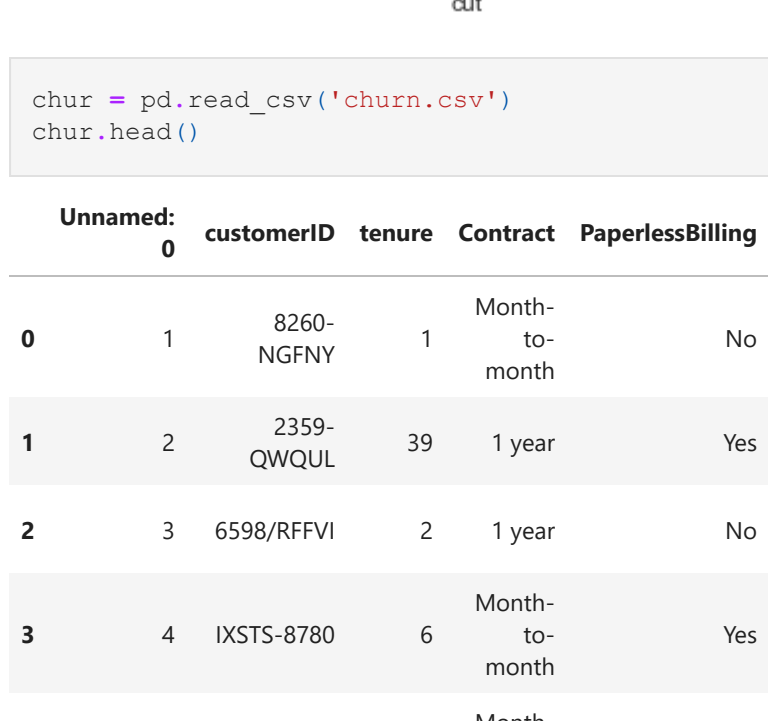 cut
chur = pd.read_csv('churn.csv')
chur.head()
Unnamed: 0 customerID tenure Contract PaperlessBilling
0 1 8260-NGFNY 1 Month-to-month No
1 2 2359-QWQUL 39 1 year Yes
2 3 6598/RFFVI 2 1 year No
3 4 IXSTS-8780 6 Month-to-month Yes
Month-